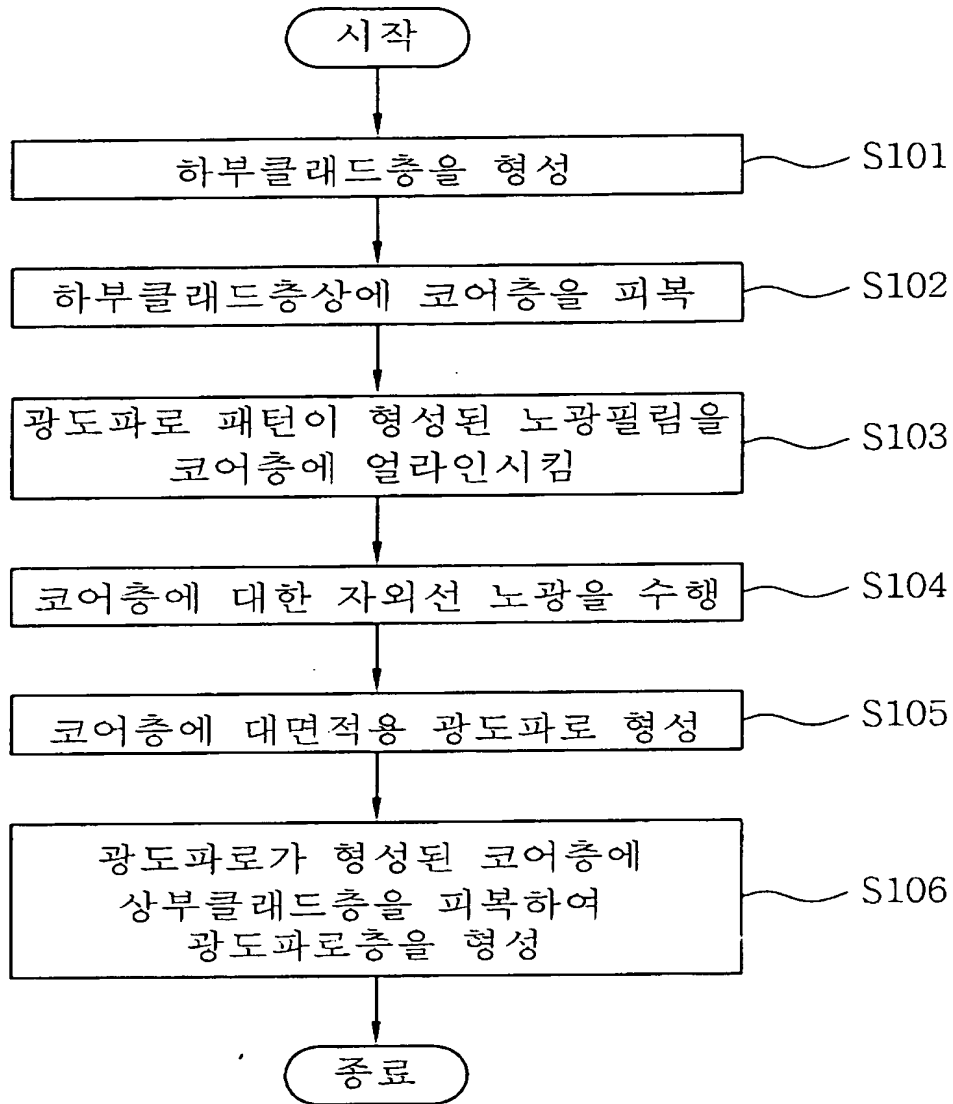 시작
하부클래드층을 형성
S101
하부클래드층상에 코어층을 피복
S102
광도파로 패턴이 형성된 노광필림을
코어층에 얼라인시킴
S103
코어층에 대한 자외선 노광을 수행
S104
코어층에 대면적용 광도파로 형성
S105
광도파로가 형성된 코어층에
상부클래드층을 피복하여
광도파로층을 형성
S106
종료